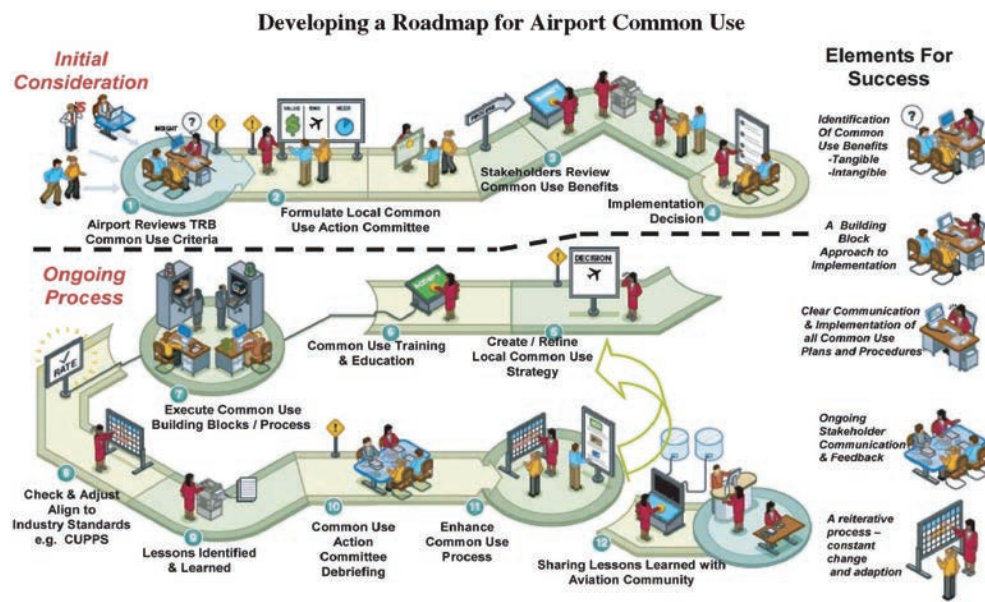 Developing a Roadmap for Airport Common Use
Initial
Consideration
INSIGHT
?
!
!
VALUE
NEED
$
PROCESS
1
Airport Reviews TRB
Common Use Criteria
2
Formulate Local Common
Use Action Committee
3
Stakeholders Review
Common Use Benefits
Implementation
Decision
4
Ongoing
Process
!
DECISION
5
Create / Refine
Local Common Use
Strategy
6
Common Use Training
& Education
7
Execute Common Use
Building Blocks / Process
RATE
8
Check & Adjust
Align to
Industry Standards
e.g. CUPPS
9
Lessons Identified
& Learned
!
10
Common Use
Action
Committee
Debriefing
11
Enhance
Common Use
Process
12
Sharing Lessons Learned with
Aviation Community
Elements For
Success
?
Identification
Of Common
Use Benefits
-Tangible
-Intangible
A Building
Block
Approach to
Implementation
Clear Communication
& Implementation of
all Common Use
Plans and Procedures
Ongoing
Stakeholder
Communication
& Feedback
A reiterative
process –
constant
change
and adaption